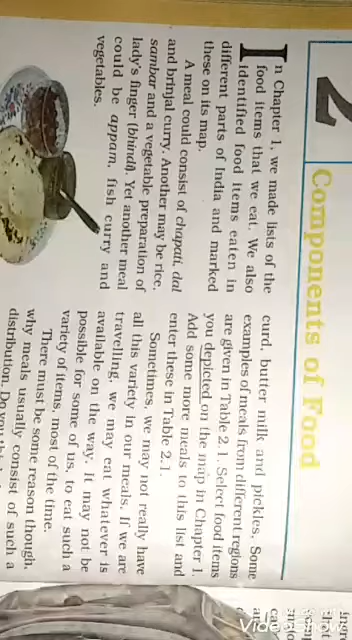 2
Components of Food
In Chapter 1, we made lists of the
food items that we eat. We also
identified food items eaten in
different parts of India and marked
these on its map.
A meal could consist of chapati, dal
and brinjal curry. Another may be rice,
sambar and a vegetable preparation of
lady's finger (bhindi). Yet another meal
could be appam, fish curry and
vegetables.
curd, butter milk and pickles. Some
examples of meals from different regions
are given in Table 2.1. Select food items
you depicted on the map in Chapter 1.
Add some more meals to this list and
enter these in Table 2.1.
Sometimes, we may not really have
all this variety in our meals. If we are
travelling, we may eat whatever is
available on the way. It may not be
possible for some of us, to eat such a
variety of items, most of the time.
There must be some reason though,
why meals usually consist of such a
distribution. Do you
VideoShow